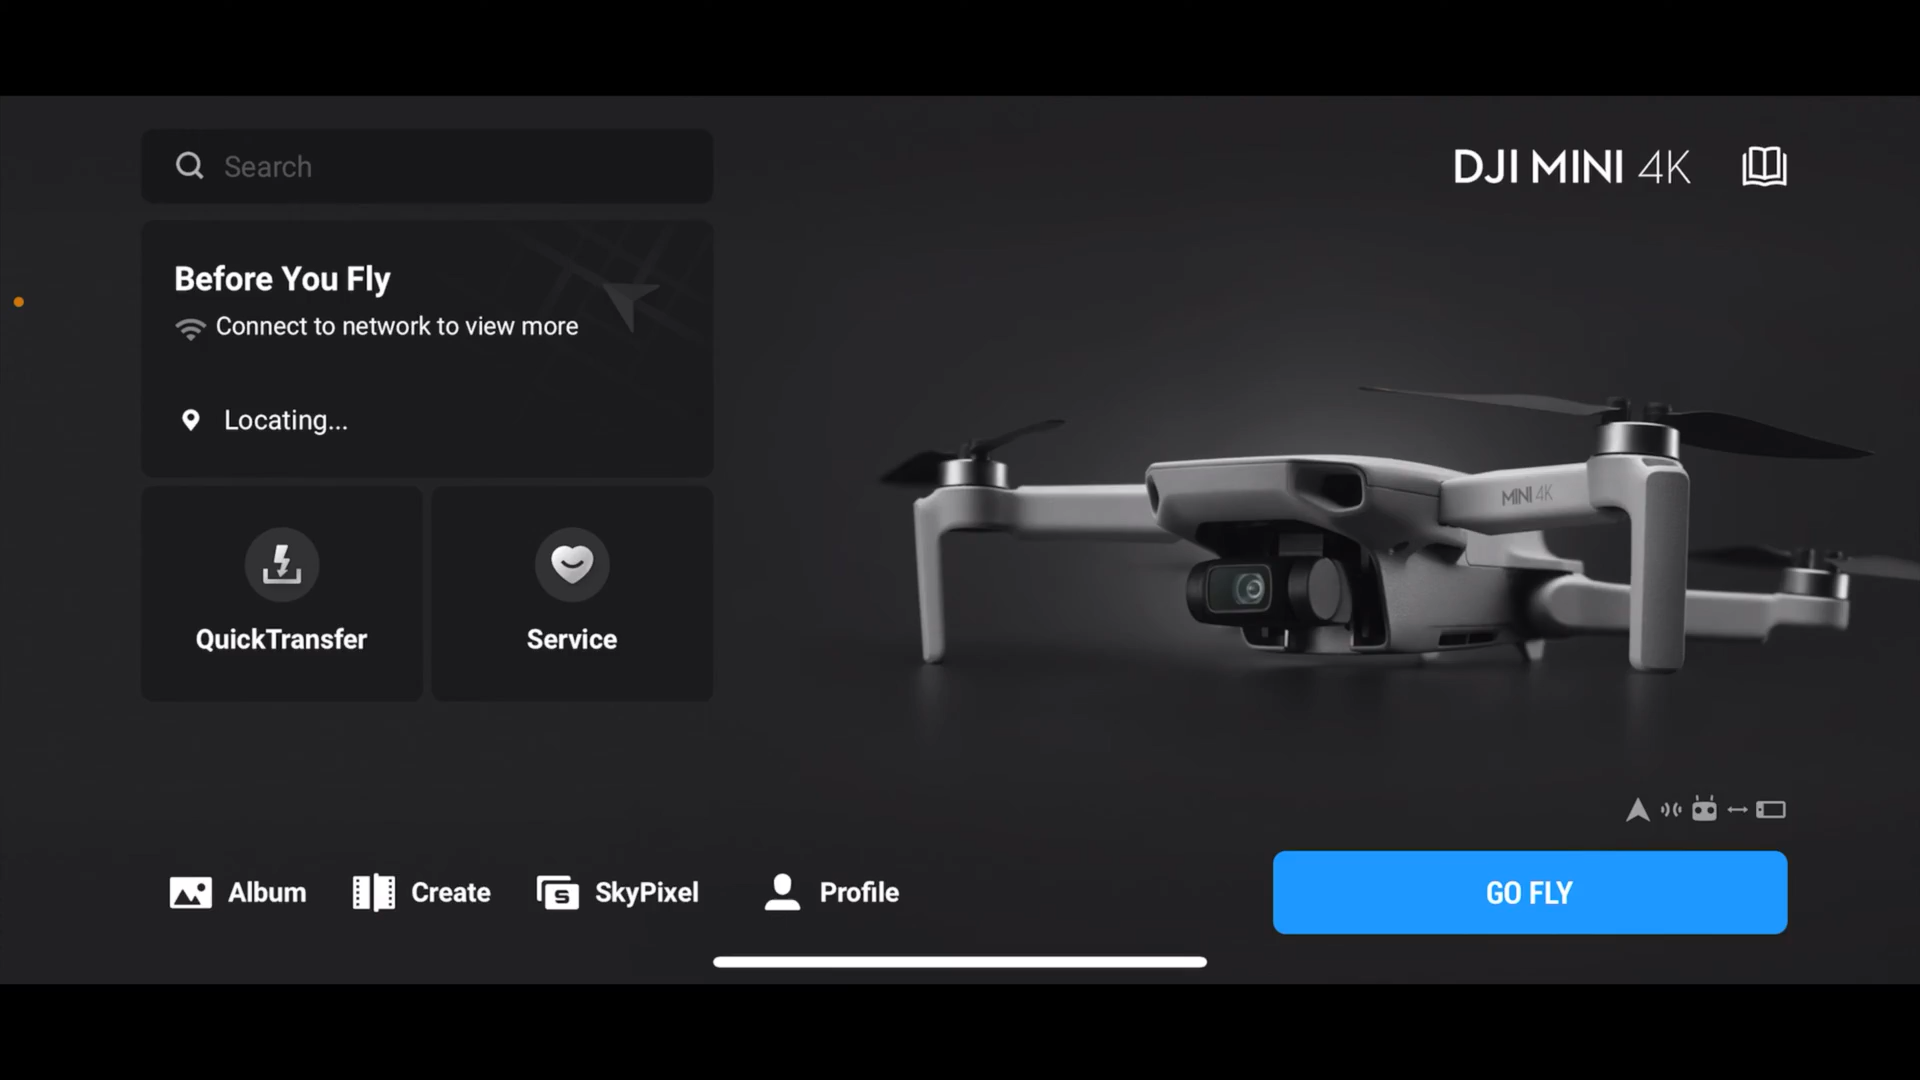 Search
DJI MINI 4K
Before You Fly
Connect to network to view more
Locating...
MINI 4K
QuickTransfer
Service
Album
Create
SkyPixel
Profile
GO FLY